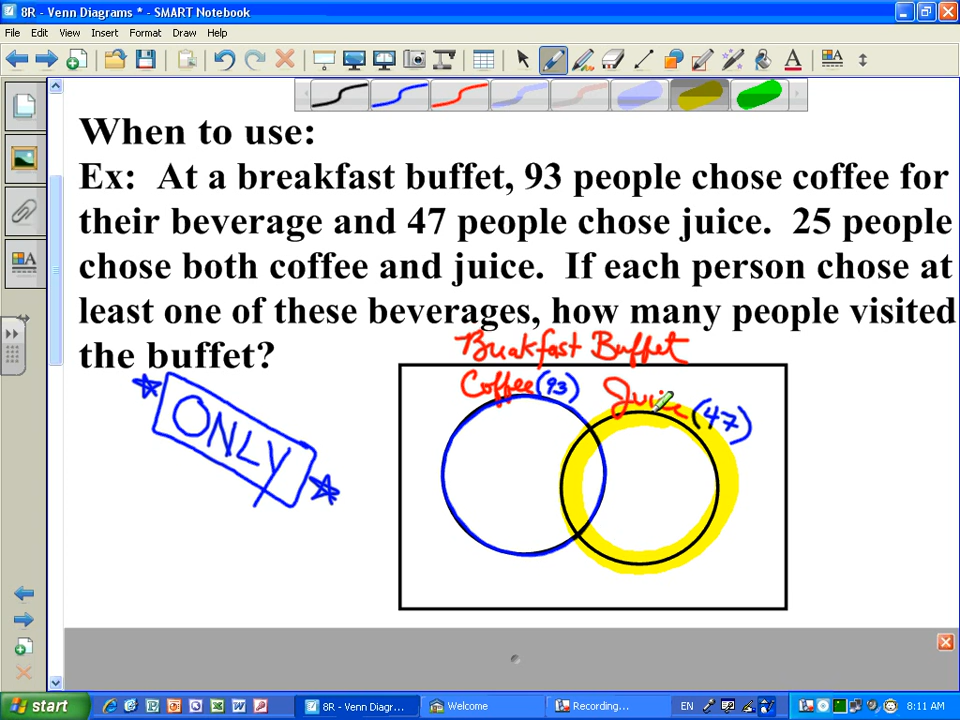 8R - Venn Diagrams * - SMART Notebook
File Edit View Insert Format Draw Help
When to use:
Ex: At a breakfast buffet, 93 people chose coffee for
their beverage and 47 people chose juice. 25 people
chose both coffee and juice. If each person chose at
least one of these beverages, how many people visited
the buffet?
Breakfast Buffet
Coffee (93)
Juice (47)
ONLY
start
8R - Venn Diagr...
Welcome
Recording...
EN
8:11 AM